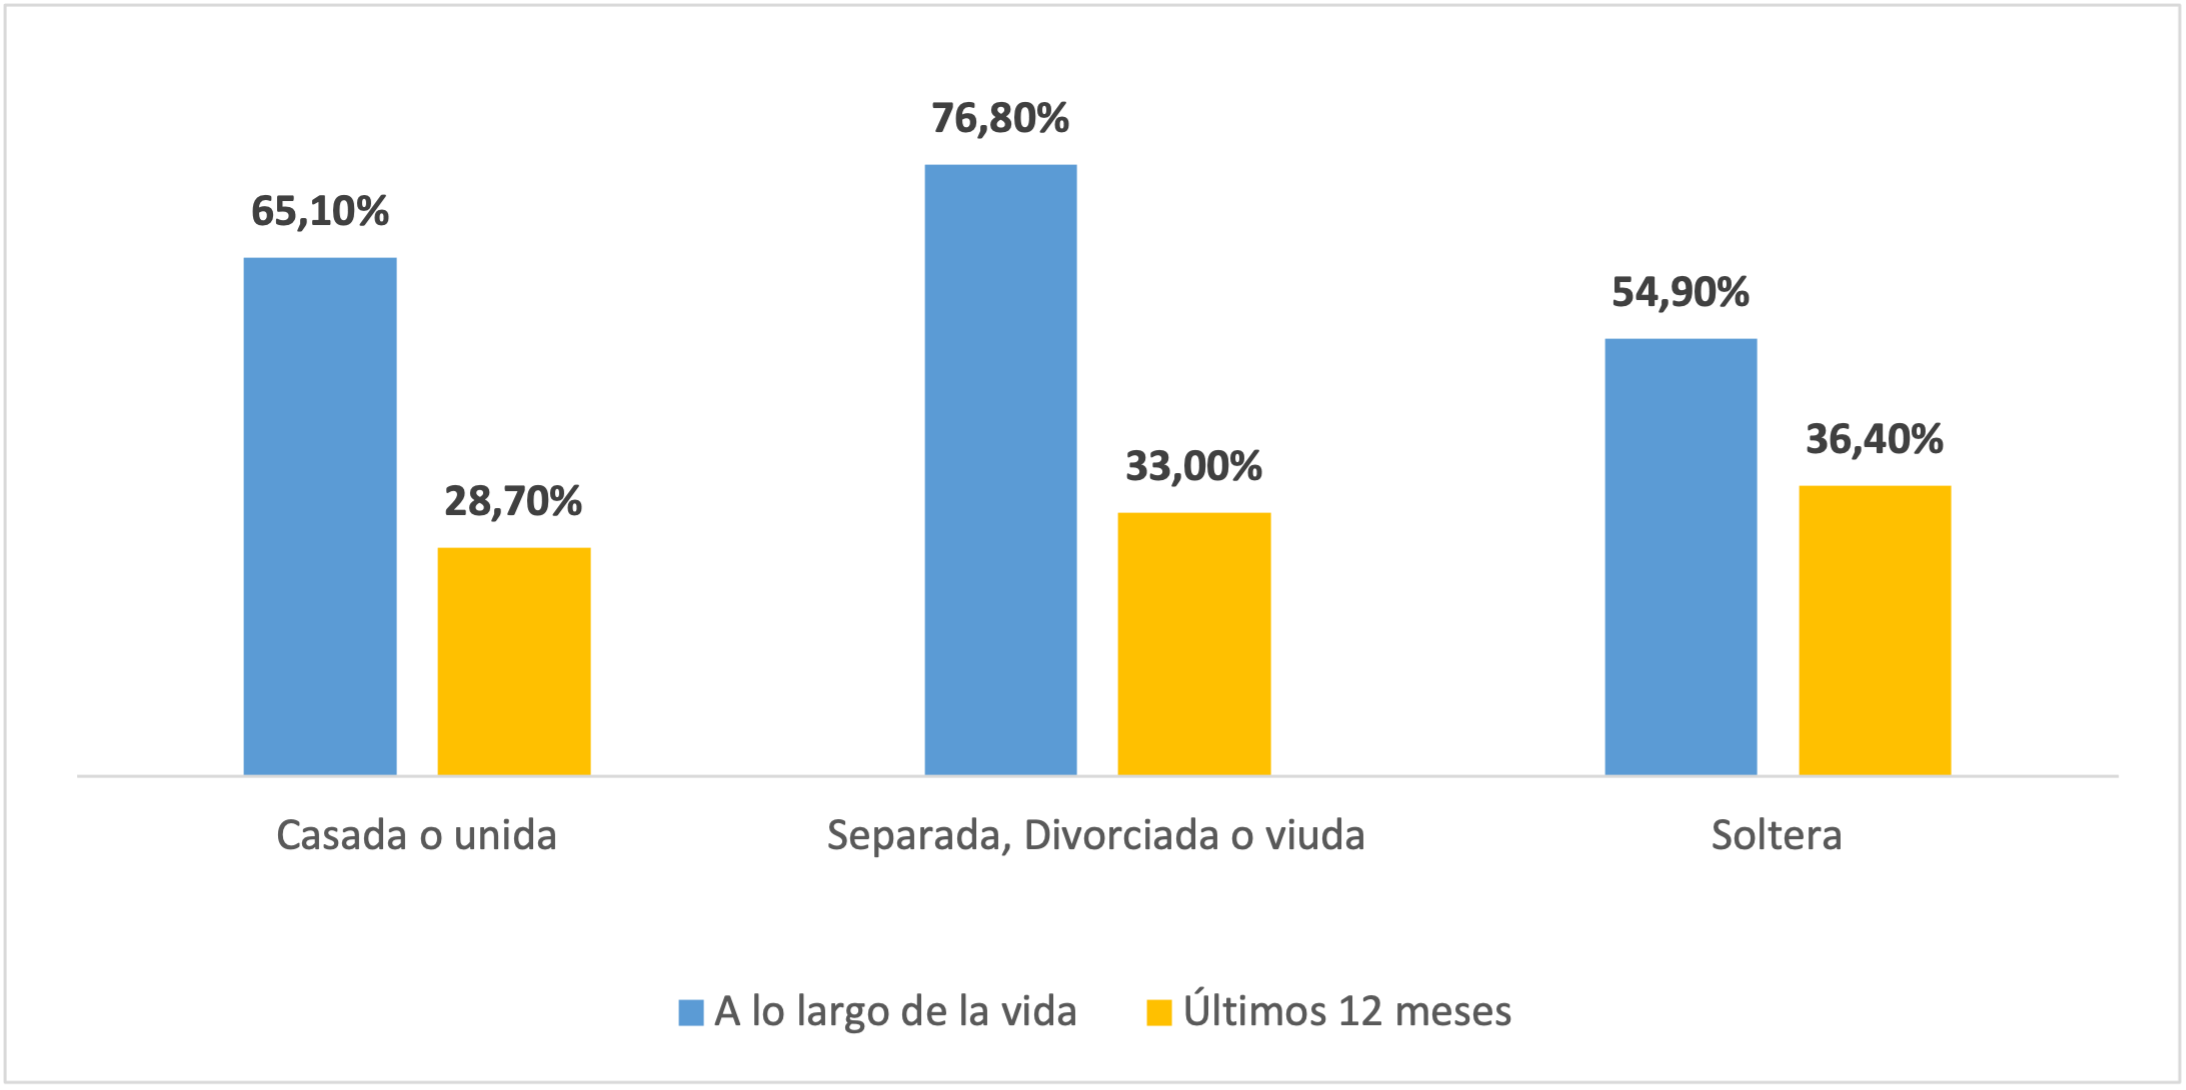 76,80%
65,10%
54,90%
36,40%
33,00%
28,70%
Casada o unida
Separada, Divorciada o viuda
Soltera
A lo largo de la vida
Últimos 12 meses